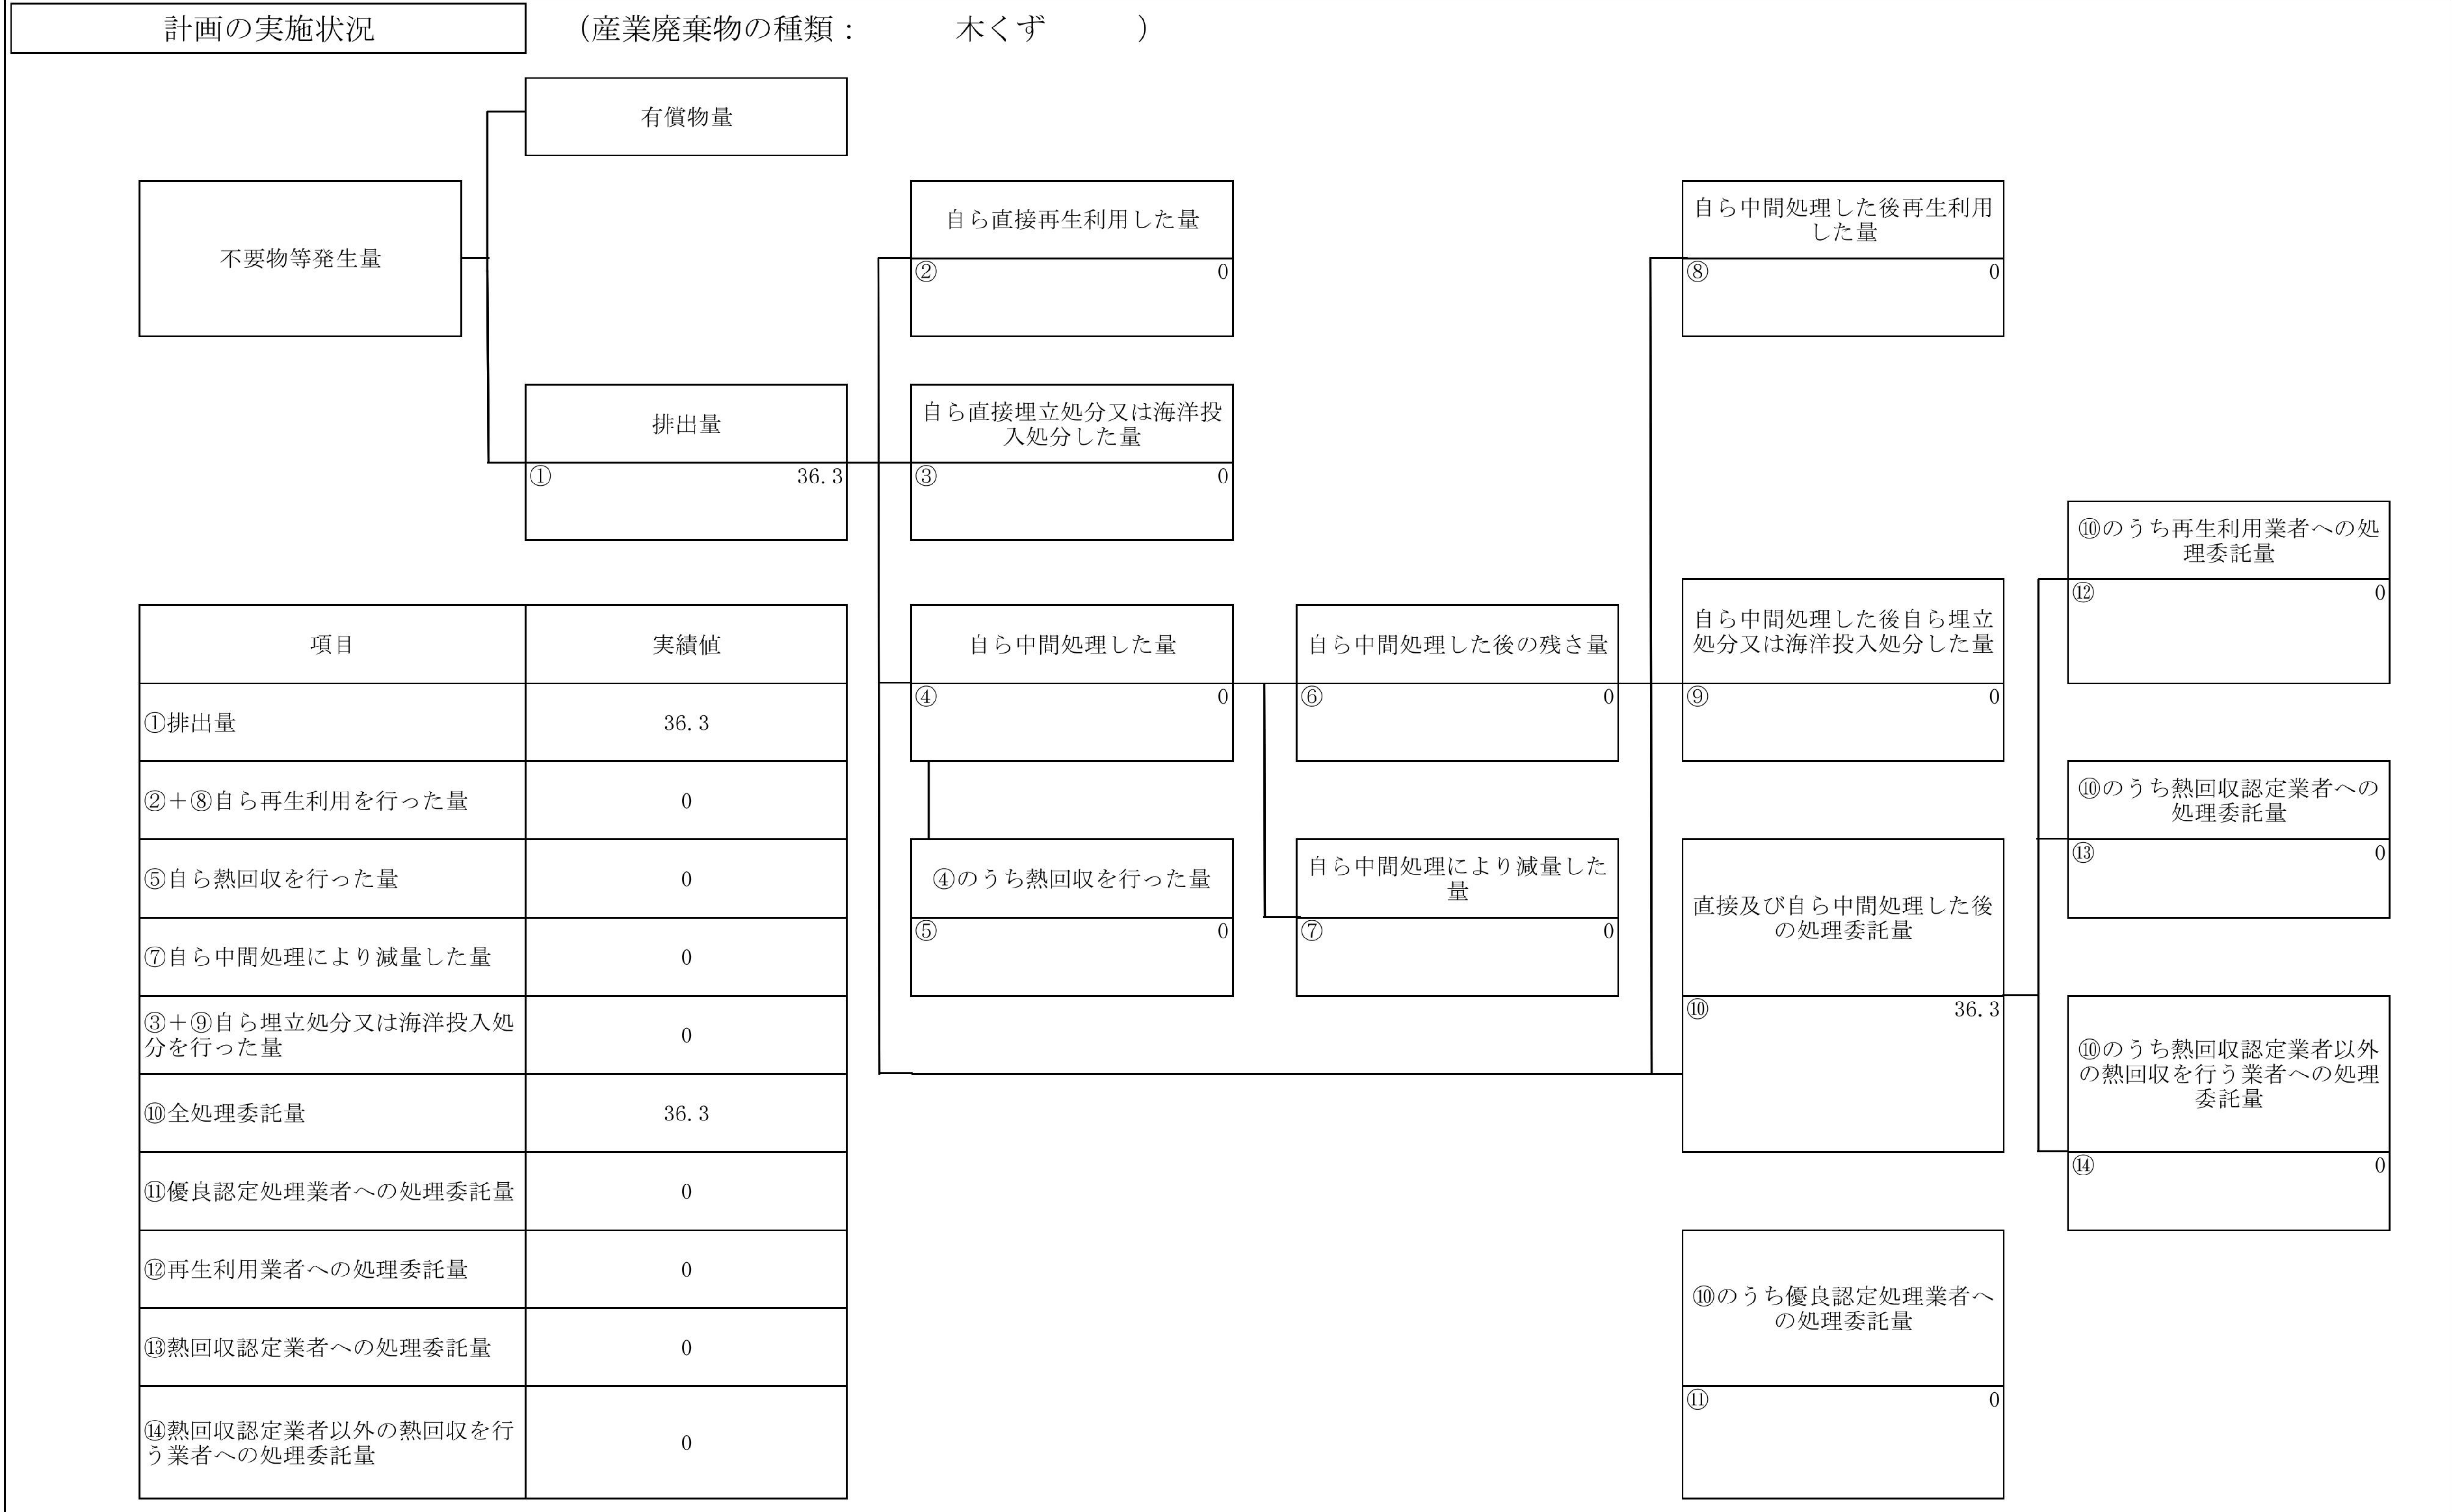 計画の実施状況　（産業廃棄物の種類：　木くず　）
有償物量
不要物等発生量
自ら直接再生利用した量
② 0
自ら中間処理した後再生利用
した量
⑧ 0
排出量
① 36.3
自ら直接埋立処分又は海洋投
入処分した量
③ 0
⑩のうち再生利用業者への処
理委託量
⑫ 0
自ら中間処理した量
④ 0
自ら中間処理した後の残さ量
⑥ 0
自ら中間処理した後自ら埋立
処分又は海洋投入処分した量
⑨ 0
⑩のうち熱回収認定業者への
処理委託量
⑬ 0
④のうち熱回収を行った量
⑤ 0
自ら中間処理により減量した
量
⑦ 0
直接及び自ら中間処理した後
の処理委託量
⑩ 36.3
⑩のうち熱回収認定業者以外
の熱回収を行う業者への処理
委託量
⑭ 0
⑩のうち優良認定処理業者へ
の処理委託量
⑪ 0
項目 実績値
①排出量 36.3
②＋⑧自ら再生利用を行った量 0
⑤自ら熱回収を行った量 0
⑦自ら中間処理により減量した量 0
③＋⑨自ら埋立処分又は海洋投入処
分を行った量 0
⑩全処理委託量 36.3
⑪優良認定処理業者への処理委託量 0
⑫再生利用業者への処理委託量 0
⑬熱回収認定業者への処理委託量 0
⑭熱回収認定業者以外の熱回収を行
う業者への処理委託量 0